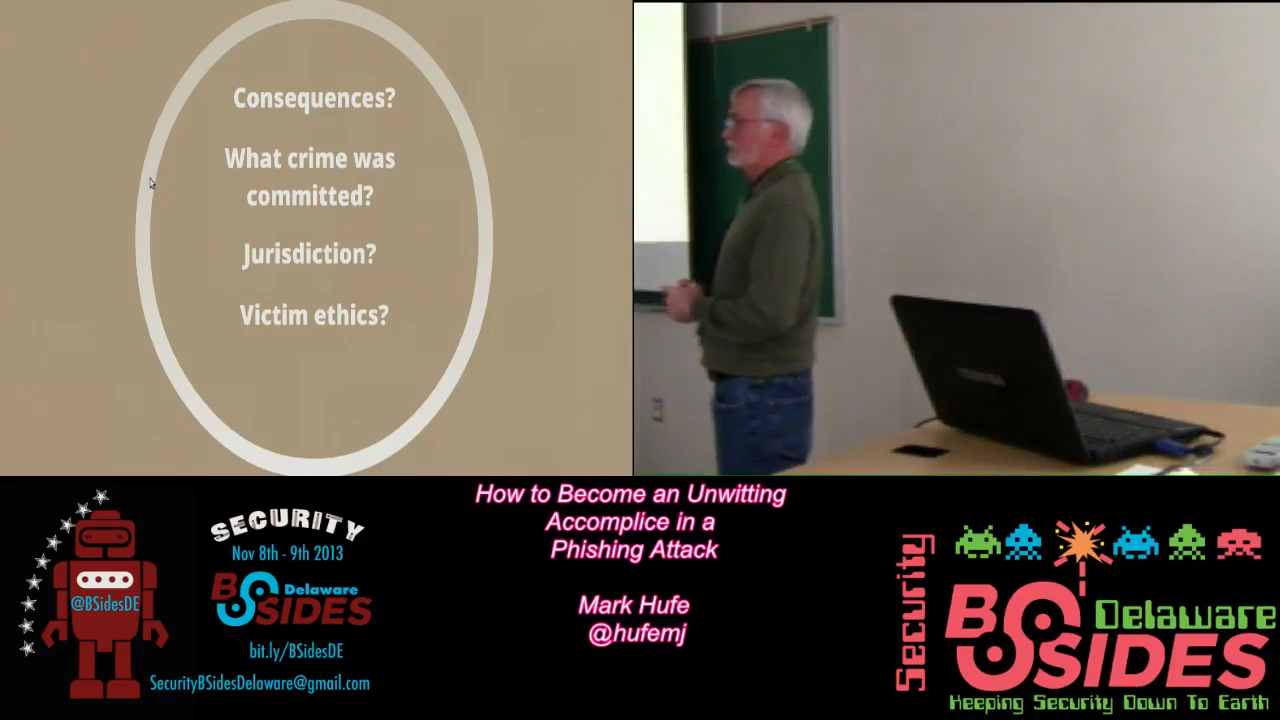 Consequences?
What crime was
committed?
Jurisdiction?
Victim ethics?
How to Become an Unwitting
Accomplice in a
Phishing Attack
Mark Hufe
@hufemj
@BSidesDE
SECURITY
Nov 8th - 9th 2013
BSIDES
Delaware
bit.ly/BSidesDE
SecurityBSidesDelaware@gmail.com
Security
BSIDES
Delaware
Keeping Security Down To Earth